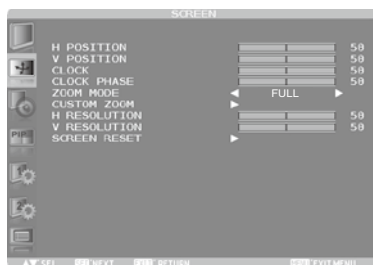 SCREEN
H POSITION 50
V POSITION 50
CLOCK 50
CLOCK PHASE 50
ZOOM MODE FULL
CUSTOM ZOOM
H RESOLUTION 50
V RESOLUTION 50
SCREEN RESET
PIP
SEL NEXT RETURN EXIT MENU